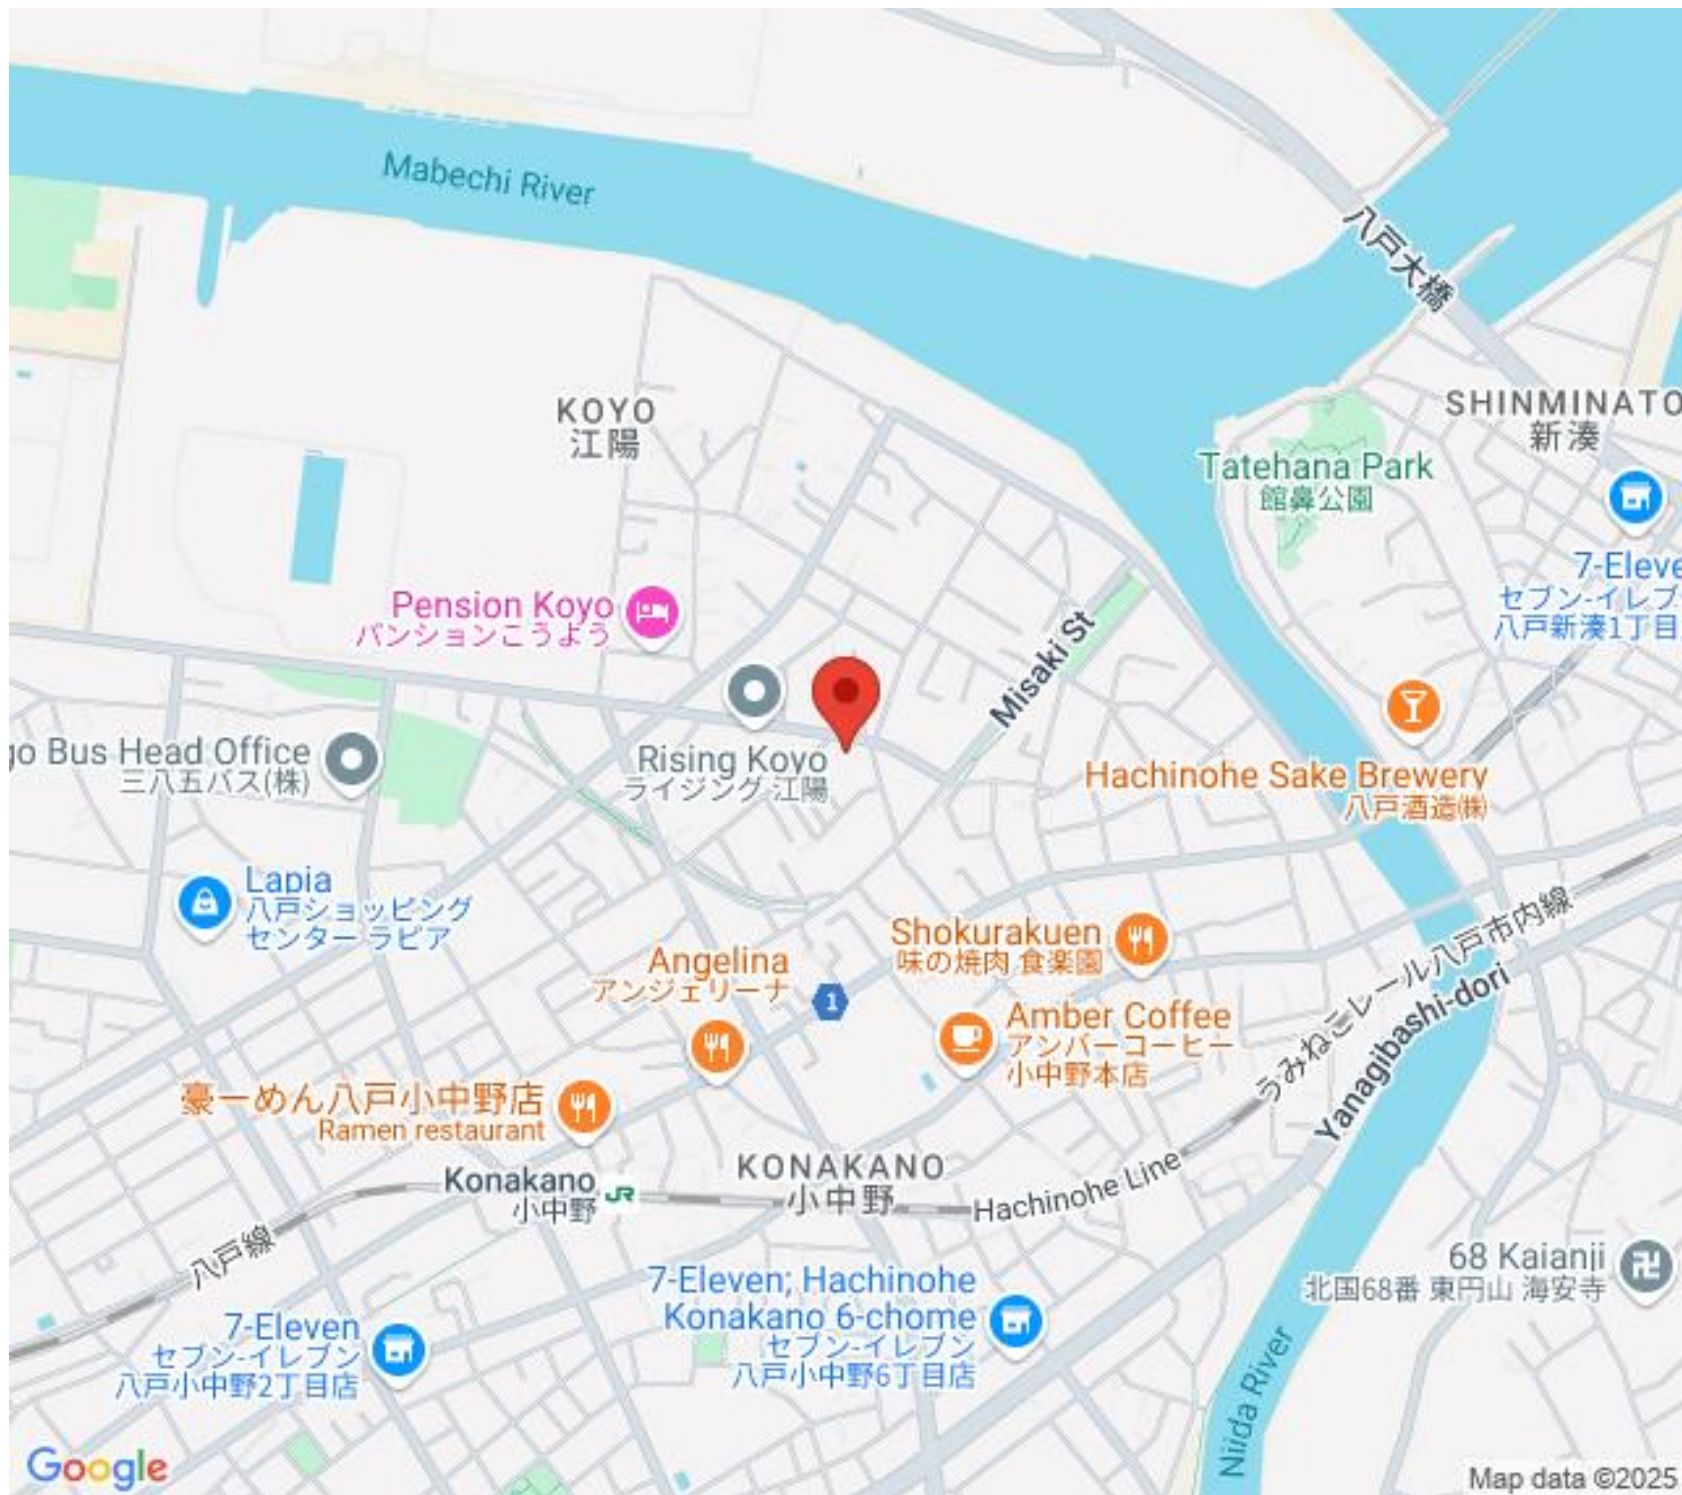 Mabechi River
八戸大橋
KOYO
江陽
SHINMINATO
新湊
Tatehana Park
館鼻公園
7-Eleve
セブン-イレブ
八戸新湊1丁目
Pension Koyo
パンションこうよう
Misaki St
Rising Koyo
ライジング 江陽
go Bus Head Office
三八五バス(株)
Hachinohe Sake Brewery
八戸酒造㈱
Lapia
八戸ショッピング
センター ラピア
Shokurakuen
味の焼肉 食楽園
Angelina
アンジェリーナ
1
うみねこレール八戸市内線
Yanagibashi-dori
Amber Coffee
アンバーコーヒー
小中野本店
豪ーめん八戸小中野店
Ramen restaurant
Konakano
小中野
JR
KONAKANO
小中野
Hachinohe Line
八戸線
68 Kaianji
北国68番 東円山 海安寺
7-Eleven; Hachinohe
Konakano 6-chome
セブン-イレブン
八戸小中野6丁目店
7-Eleven
セブン-イレブン
八戸小中野2丁目店
Niida River
Google
Map data ©2025